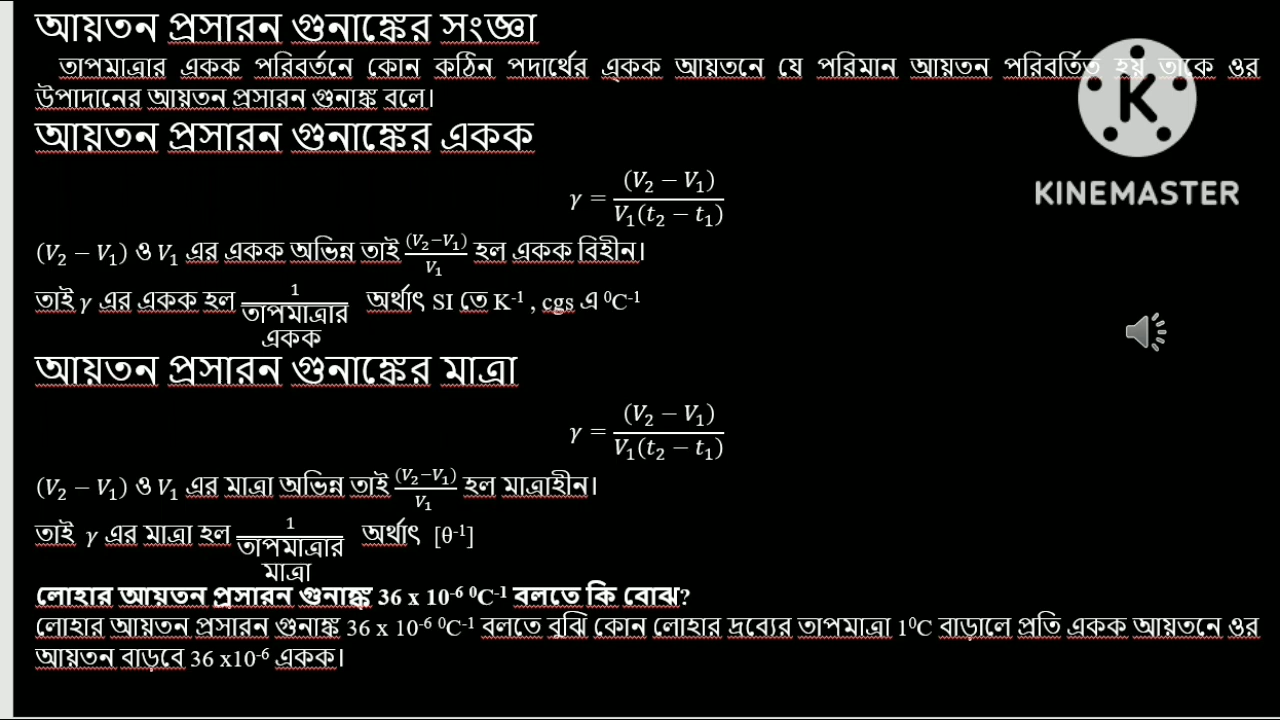 আয়তন প্রসারন গুনাঙ্কের সংজ্ঞা
তাপমাত্রার একক পরিবর্তনে কোন কঠিন পদার্থের একক আয়তনে যে পরিমান আয়তন পরিবর্তিত হয় তাকে ওর
উপাদানের আয়তন প্রসারন গুনাঙ্ক বলে।
আয়তন প্রসারন গুনাঙ্কের একক
γ = (V₂ − V₁) / V₁(t₂ − t₁)
(V₂ − V₁) ও V₁ এর একক অভিন্ন তাই (V₂−V₁)/V₁ হল একক বিহীন।
তাই γ এর একক হল 1/তাপমাত্রার একক অর্থাৎ SI তে K⁻¹ , cgs এ ⁰C⁻¹
আয়তন প্রসারন গুনাঙ্কের মাত্রা
γ = (V₂ − V₁) / V₁(t₂ − t₁)
(V₂ − V₁) ও V₁ এর মাত্রা অভিন্ন তাই (V₂−V₁)/V₁ হল মাত্রাহীন।
তাই γ এর মাত্রা হল 1/তাপমাত্রার মাত্রা অর্থাৎ [θ⁻¹]
লোহার আয়তন প্রসারন গুনাঙ্ক 36 x 10⁻⁶ ⁰C⁻¹ বলতে কি বোঝ?
লোহার আয়তন প্রসারন গুনাঙ্ক 36 x 10⁻⁶ ⁰C⁻¹ বলতে বুঝি কোন লোহার দ্রব্যের তাপমাত্রা 1⁰C বাড়ালে প্রতি একক আয়তনে ওর
আয়তন বাড়বে 36 x10⁻⁶ একক।
K
KINEMASTER